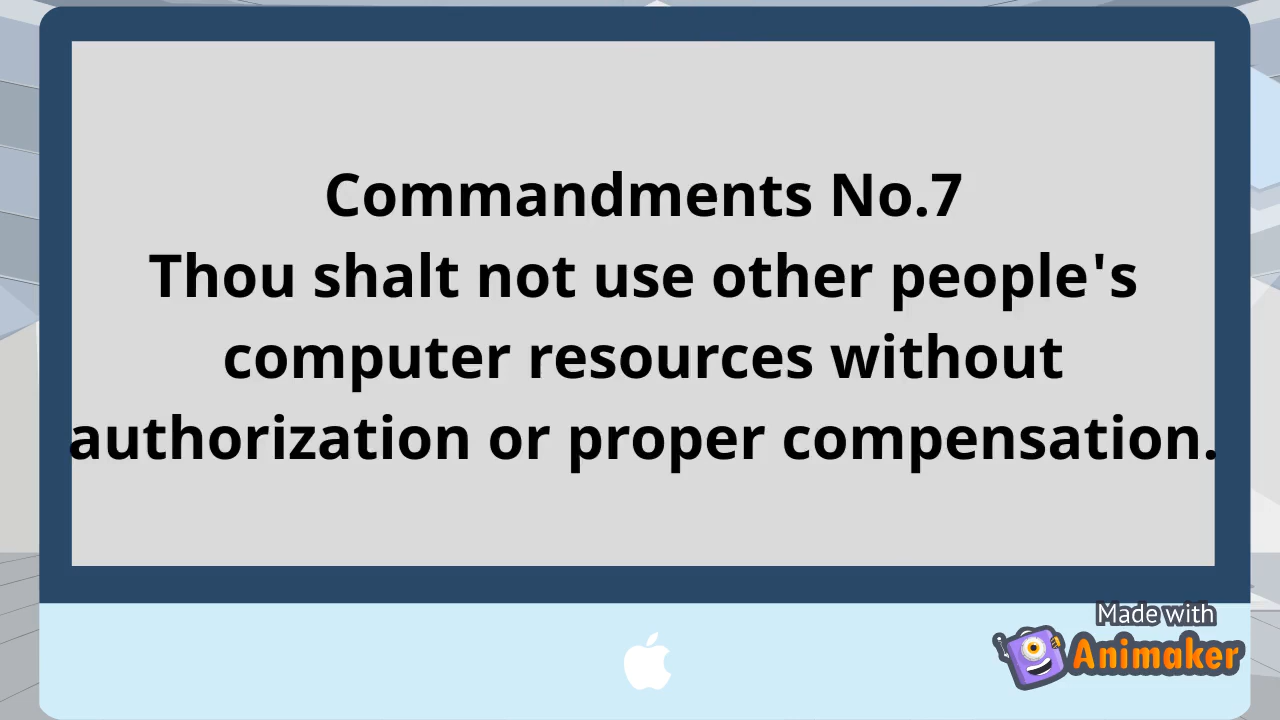 Commandments No.7
Thou shalt not use other people's
computer resources without
authorization or proper compensation.
Made with
Animaker